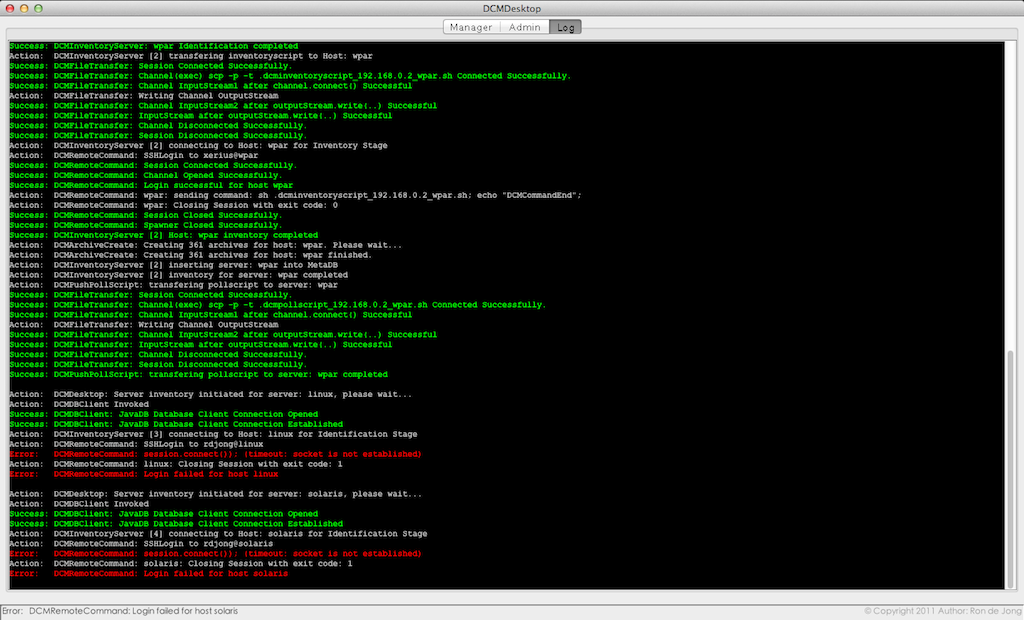 DCMDesktop
Manager Admin Log
Success: DCMInventoryServer: wpar Identification completed
Action: DCMInventoryServer [2] transfering inventoryscript to Host: wpar
Success: DCMFileTransfer: Session Connected Successfully.
Success: DCMFileTransfer: Channel(exec) scp -p -t .dcminventoryscript_192.168.0.2_wpar.sh Connected Successfully.
Success: DCMFileTransfer: Channel InputStream1 after channel.connect() Successful
Action: DCMFileTransfer: Writing Channel OutputStream
Success: DCMFileTransfer: Channel InputStream2 after outputStream.write(..) Successful
Success: DCMFileTransfer: InputStream after outputStream.write(..) Successful
Success: DCMFileTransfer: Channel Disconnected Successfully.
Success: DCMFileTransfer: Session Disconnected Successfully.
Action: DCMInventoryServer [2] connecting to Host: wpar for Inventory Stage
Action: DCMRemoteCommand: SSHLogin to xerius@wpar
Success: DCMRemoteCommand: Session Connected Successfully.
Success: DCMRemoteCommand: Channel Opened Successfully.
Success: DCMRemoteCommand: Login successful for host wpar
Action: DCMRemoteCommand: wpar: sending command: sh .dcminventoryscript_192.168.0.2_wpar.sh; echo "DCMCommandEnd";
Action: DCMRemoteCommand: wpar: Closing Session with exit code: 0
Success: DCMRemoteCommand: Session Closed Successfully.
Success: DCMRemoteCommand: Spawner Closed Successfully.
Success: DCMInventoryServer [2] Host: wpar inventory completed
Action: DCMArchiveCreate: Creating 361 archives for host: wpar. Please wait...
Action: DCMArchiveCreate: Creating 361 archives for host: wpar finished.
Action: DCMInventoryServer [2] inserting server: wpar into MetaDB
Action: DCMInventoryServer [2] inventory for server: wpar completed
Action: DCMPushPollScript: transfering pollscript to server: wpar
Success: DCMFileTransfer: Session Connected Successfully.
Success: DCMFileTransfer: Channel(exec) scp -p -t .dcmpollscript_192.168.0.2_wpar.sh Connected Successfully.
Success: DCMFileTransfer: Channel InputStream1 after channel.connect() Successful
Action: DCMFileTransfer: Writing Channel OutputStream
Success: DCMFileTransfer: Channel InputStream2 after outputStream.write(..) Successful
Success: DCMFileTransfer: InputStream after outputStream.write(..) Successful
Success: DCMFileTransfer: Channel Disconnected Successfully.
Success: DCMFileTransfer: Session Disconnected Successfully.
Success: DCMPushPollScript: transfering pollscript to server: wpar completed
Action: DCMDesktop: Server inventory initiated for server: linux, please wait...
Action: DCMDBClient Invoked
Success: DCMDBClient: JavaDB Database Client Connection Opened
Success: DCMDBClient: JavaDB Database Client Connection Established
Action: DCMInventoryServer [3] connecting to Host: linux for Identification Stage
Action: DCMRemoteCommand: SSHLogin to rdjong@linux
Error: DCMRemoteCommand: session.connect()); (timeout: socket is not established)
Action: DCMRemoteCommand: linux: Closing Session with exit code: 1
Error: DCMRemoteCommand: Login failed for host linux
Action: DCMDesktop: Server inventory initiated for server: solaris, please wait...
Action: DCMDBClient Invoked
Success: DCMDBClient: JavaDB Database Client Connection Opened
Success: DCMDBClient: JavaDB Database Client Connection Established
Action: DCMInventoryServer [4] connecting to Host: solaris for Identification Stage
Action: DCMRemoteCommand: SSHLogin to rdjong@solaris
Error: DCMRemoteCommand: session.connect()); (timeout: socket is not established)
Action: DCMRemoteCommand: solaris: Closing Session with exit code: 1
Error: DCMRemoteCommand: Login failed for host solaris
Error: DCMRemoteCommand: Login failed for host solaris
© Copyright 2011 Author: Ron de Jong